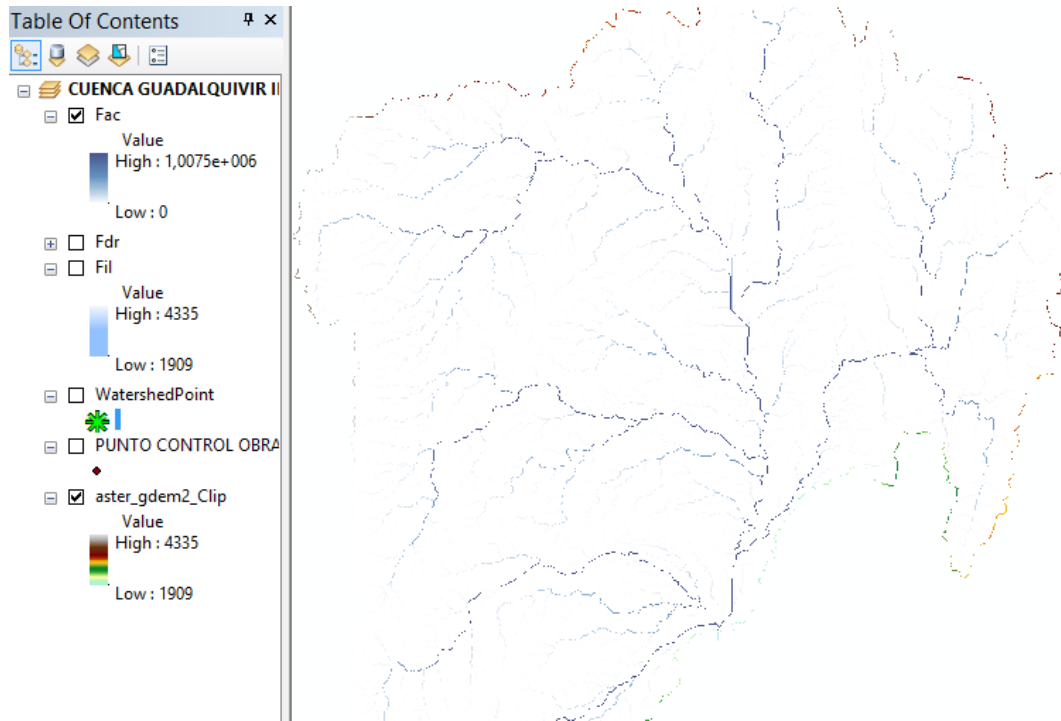 Table Of Contents
CUENCA GUADALQUIVIR I
Fac
Value
High : 1,0075e+006
Low : 0
Fdr
Fil
Value
High : 4335
Low : 1909
WatershedPoint
PUNTO CONTROL OBRA
aster_gdem2_Clip
Value
High : 4335
Low : 1909